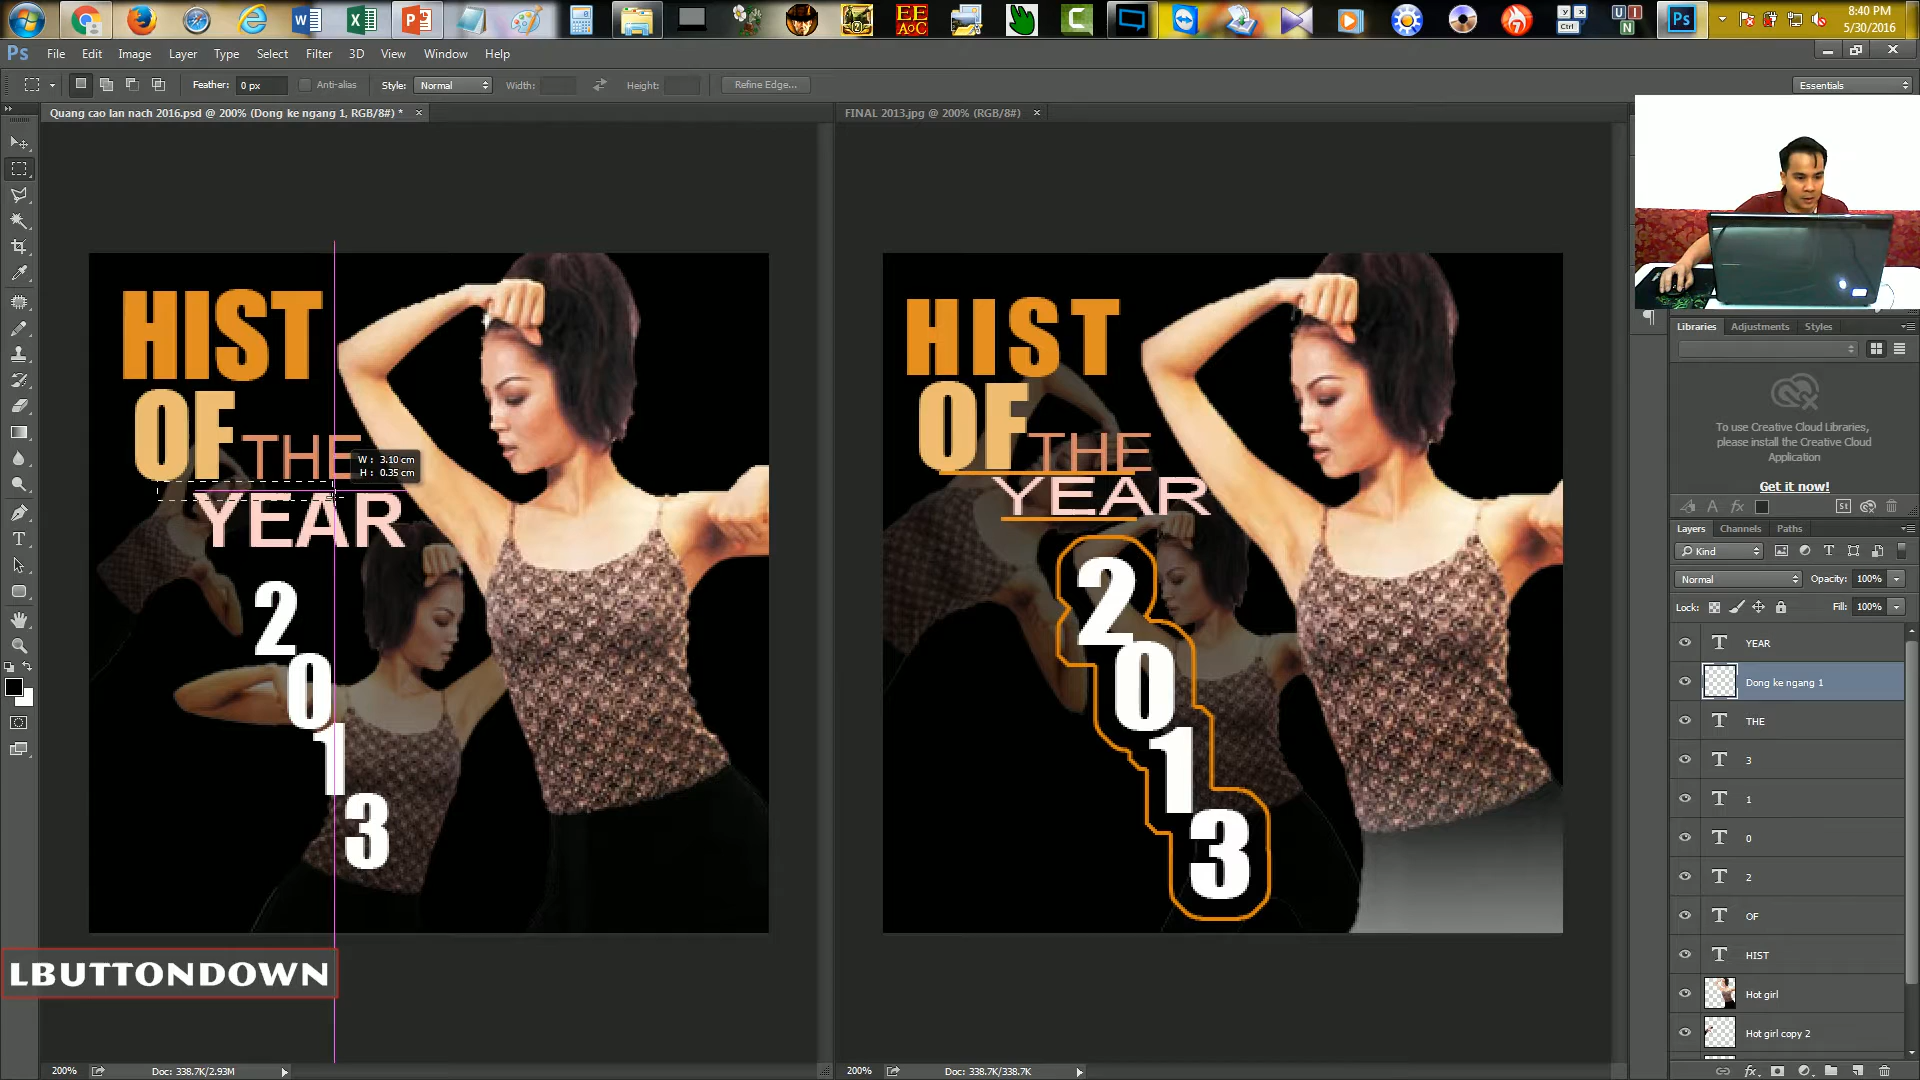 EE
AoC
Y X
Ctrl
U I
N
8:40 PM
5/30/2016
Ps
File Edit Image Layer Type Select Filter 3D View Window Help
Feather: 0 px Anti-alias Style: Normal Width: Height: Refine Edge... Essentials
Quang cao lan nach 2016.psd @ 200% (Dong ke ngang 1, RGB/8#) * ×
FINAL 2013.jpg @ 200% (RGB/8#) ×
HIST
OF THE
W : 3.10 cm
H : 0.35 cm
YEAR
2
0
1
3
HIST
OF THE
YEAR
2
0
1
3
Libraries Adjustments Styles
To use Creative Cloud Libraries,
please install the Creative Cloud
Application
Get it now!
St
Layers Channels Paths
Kind
Normal Opacity: 100%
Lock: Fill: 100%
YEAR
Dong ke ngang 1
THE
3
1
0
2
OF
HIST
Hot girl
Hot girl copy 2
LBUTTONDOWN
200% Doc: 338.7K/2.93M
200% Doc: 338.7K/338.7K